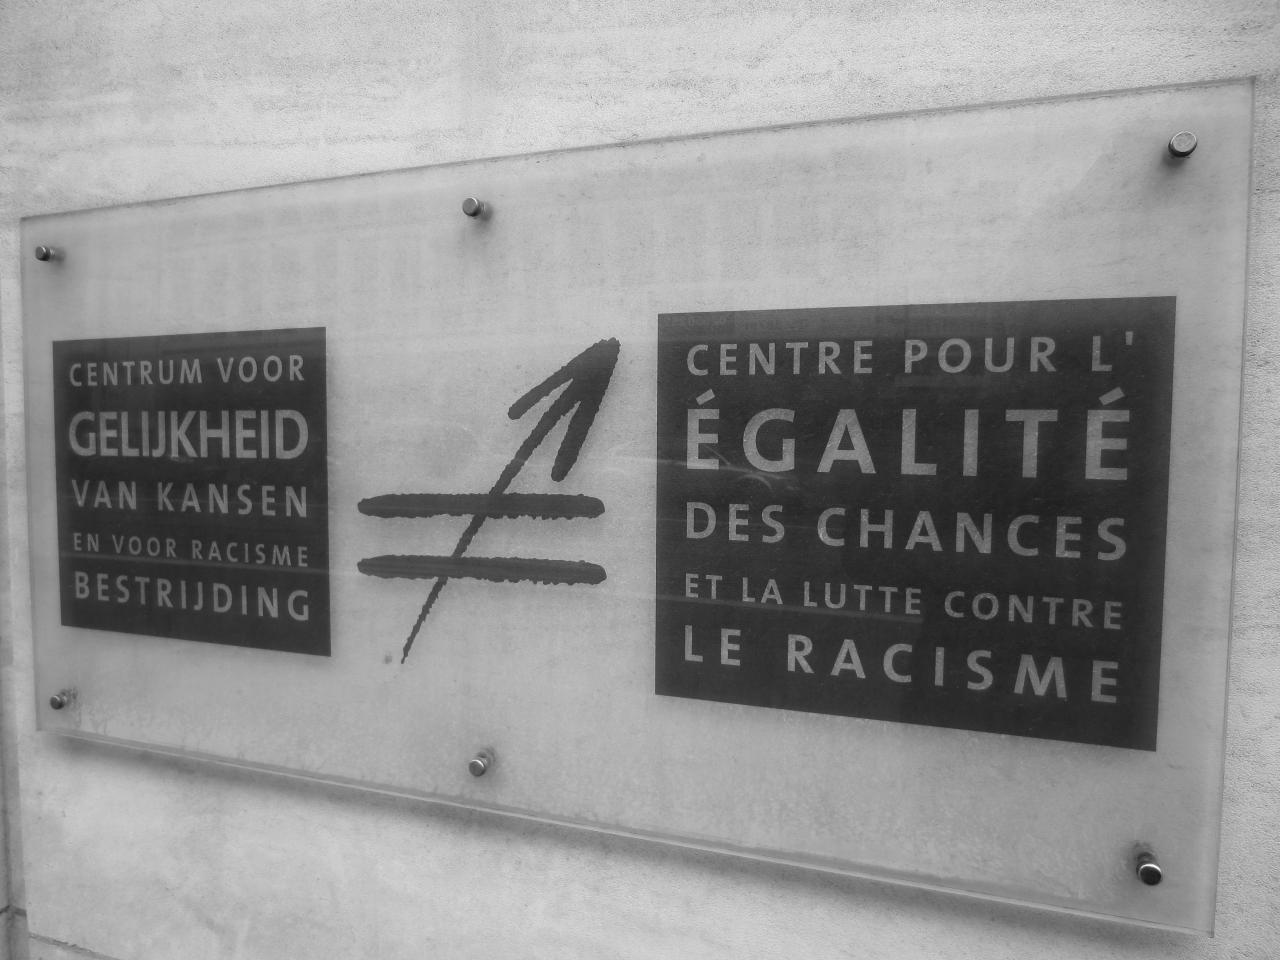 CENTRUM VOOR
GELIJKHEID
VAN KANSEN
EN VOOR RACISME
BESTRIJDING
CENTRE POUR L'
ÉGALITÉ
DES CHANCES
ET LA LUTTE CONTRE
LE RACISME